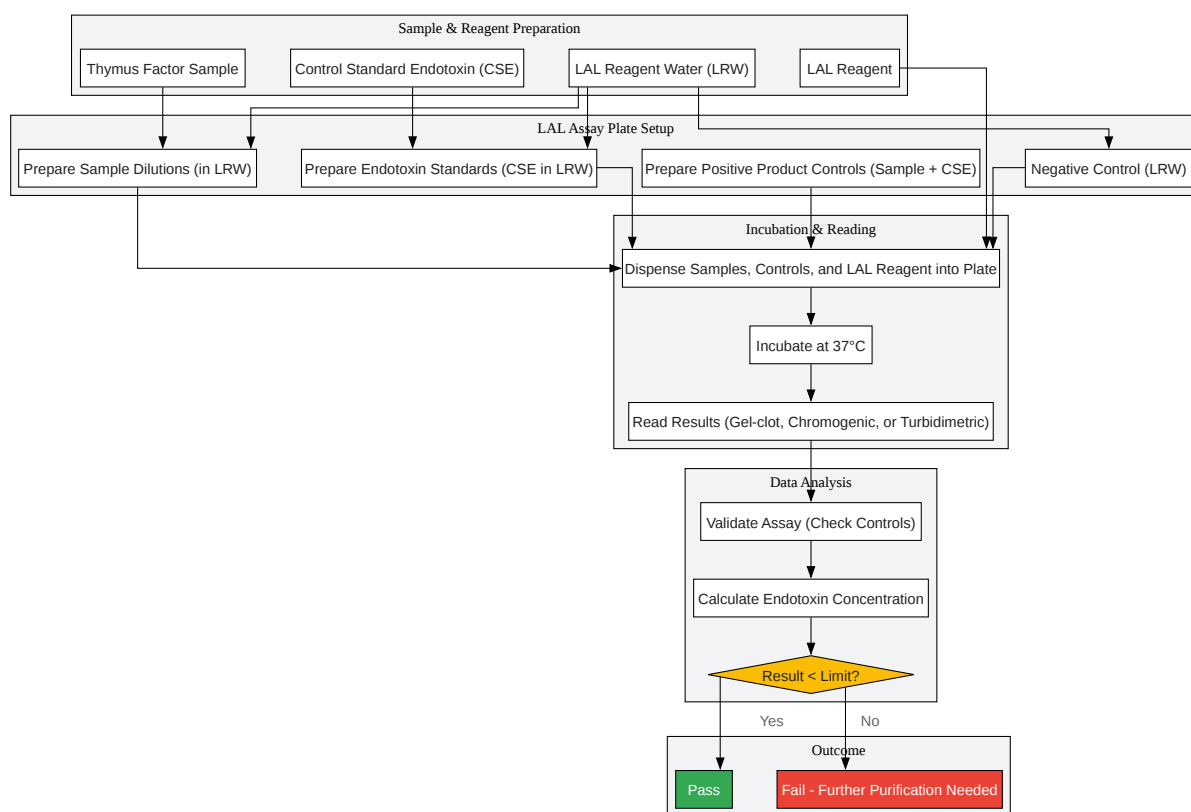 Sample & Reagent Preparation
Thymus Factor Sample
Control Standard Endotoxin (CSE)
LAL Reagent Water (LRW)
LAL Reagent
LAL Assay Plate Setup
Prepare Sample Dilutions (in LRW)
Prepare Endotoxin Standards (CSE in LRW)
Prepare Positive Product Controls (Sample + CSE)
Negative Control (LRW)
Incubation & Reading
Dispense Samples, Controls, and LAL Reagent into Plate
Incubate at 37°C
Read Results (Gel-clot, Chromogenic, or Turbidimetric)
Data Analysis
Validate Assay (Check Controls)
Calculate Endotoxin Concentration
Result < Limit?
Yes
No
Outcome
Pass
Fail - Further Purification Needed